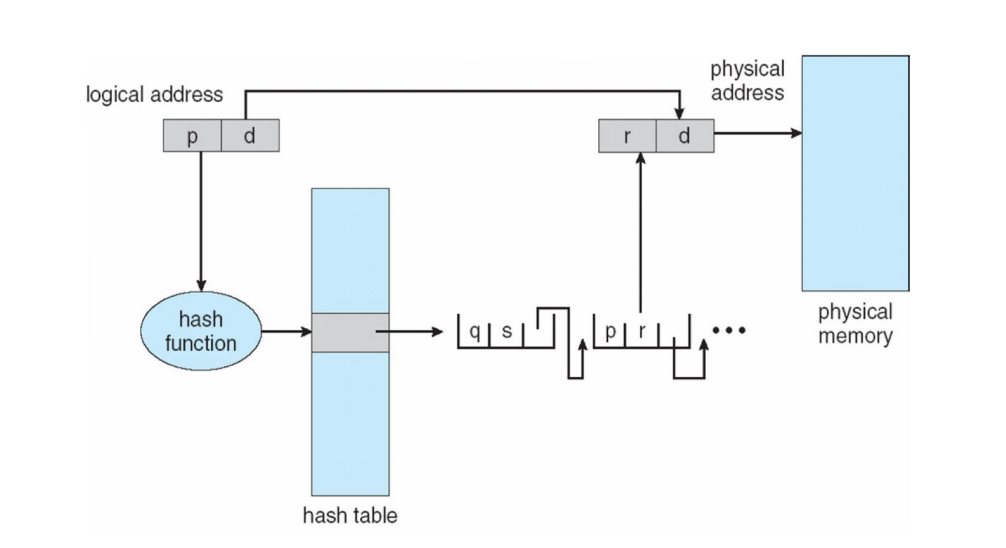 logical address
physical
address
p d
r d
hash
function
q s
p r
•••
physical
memory
hash table